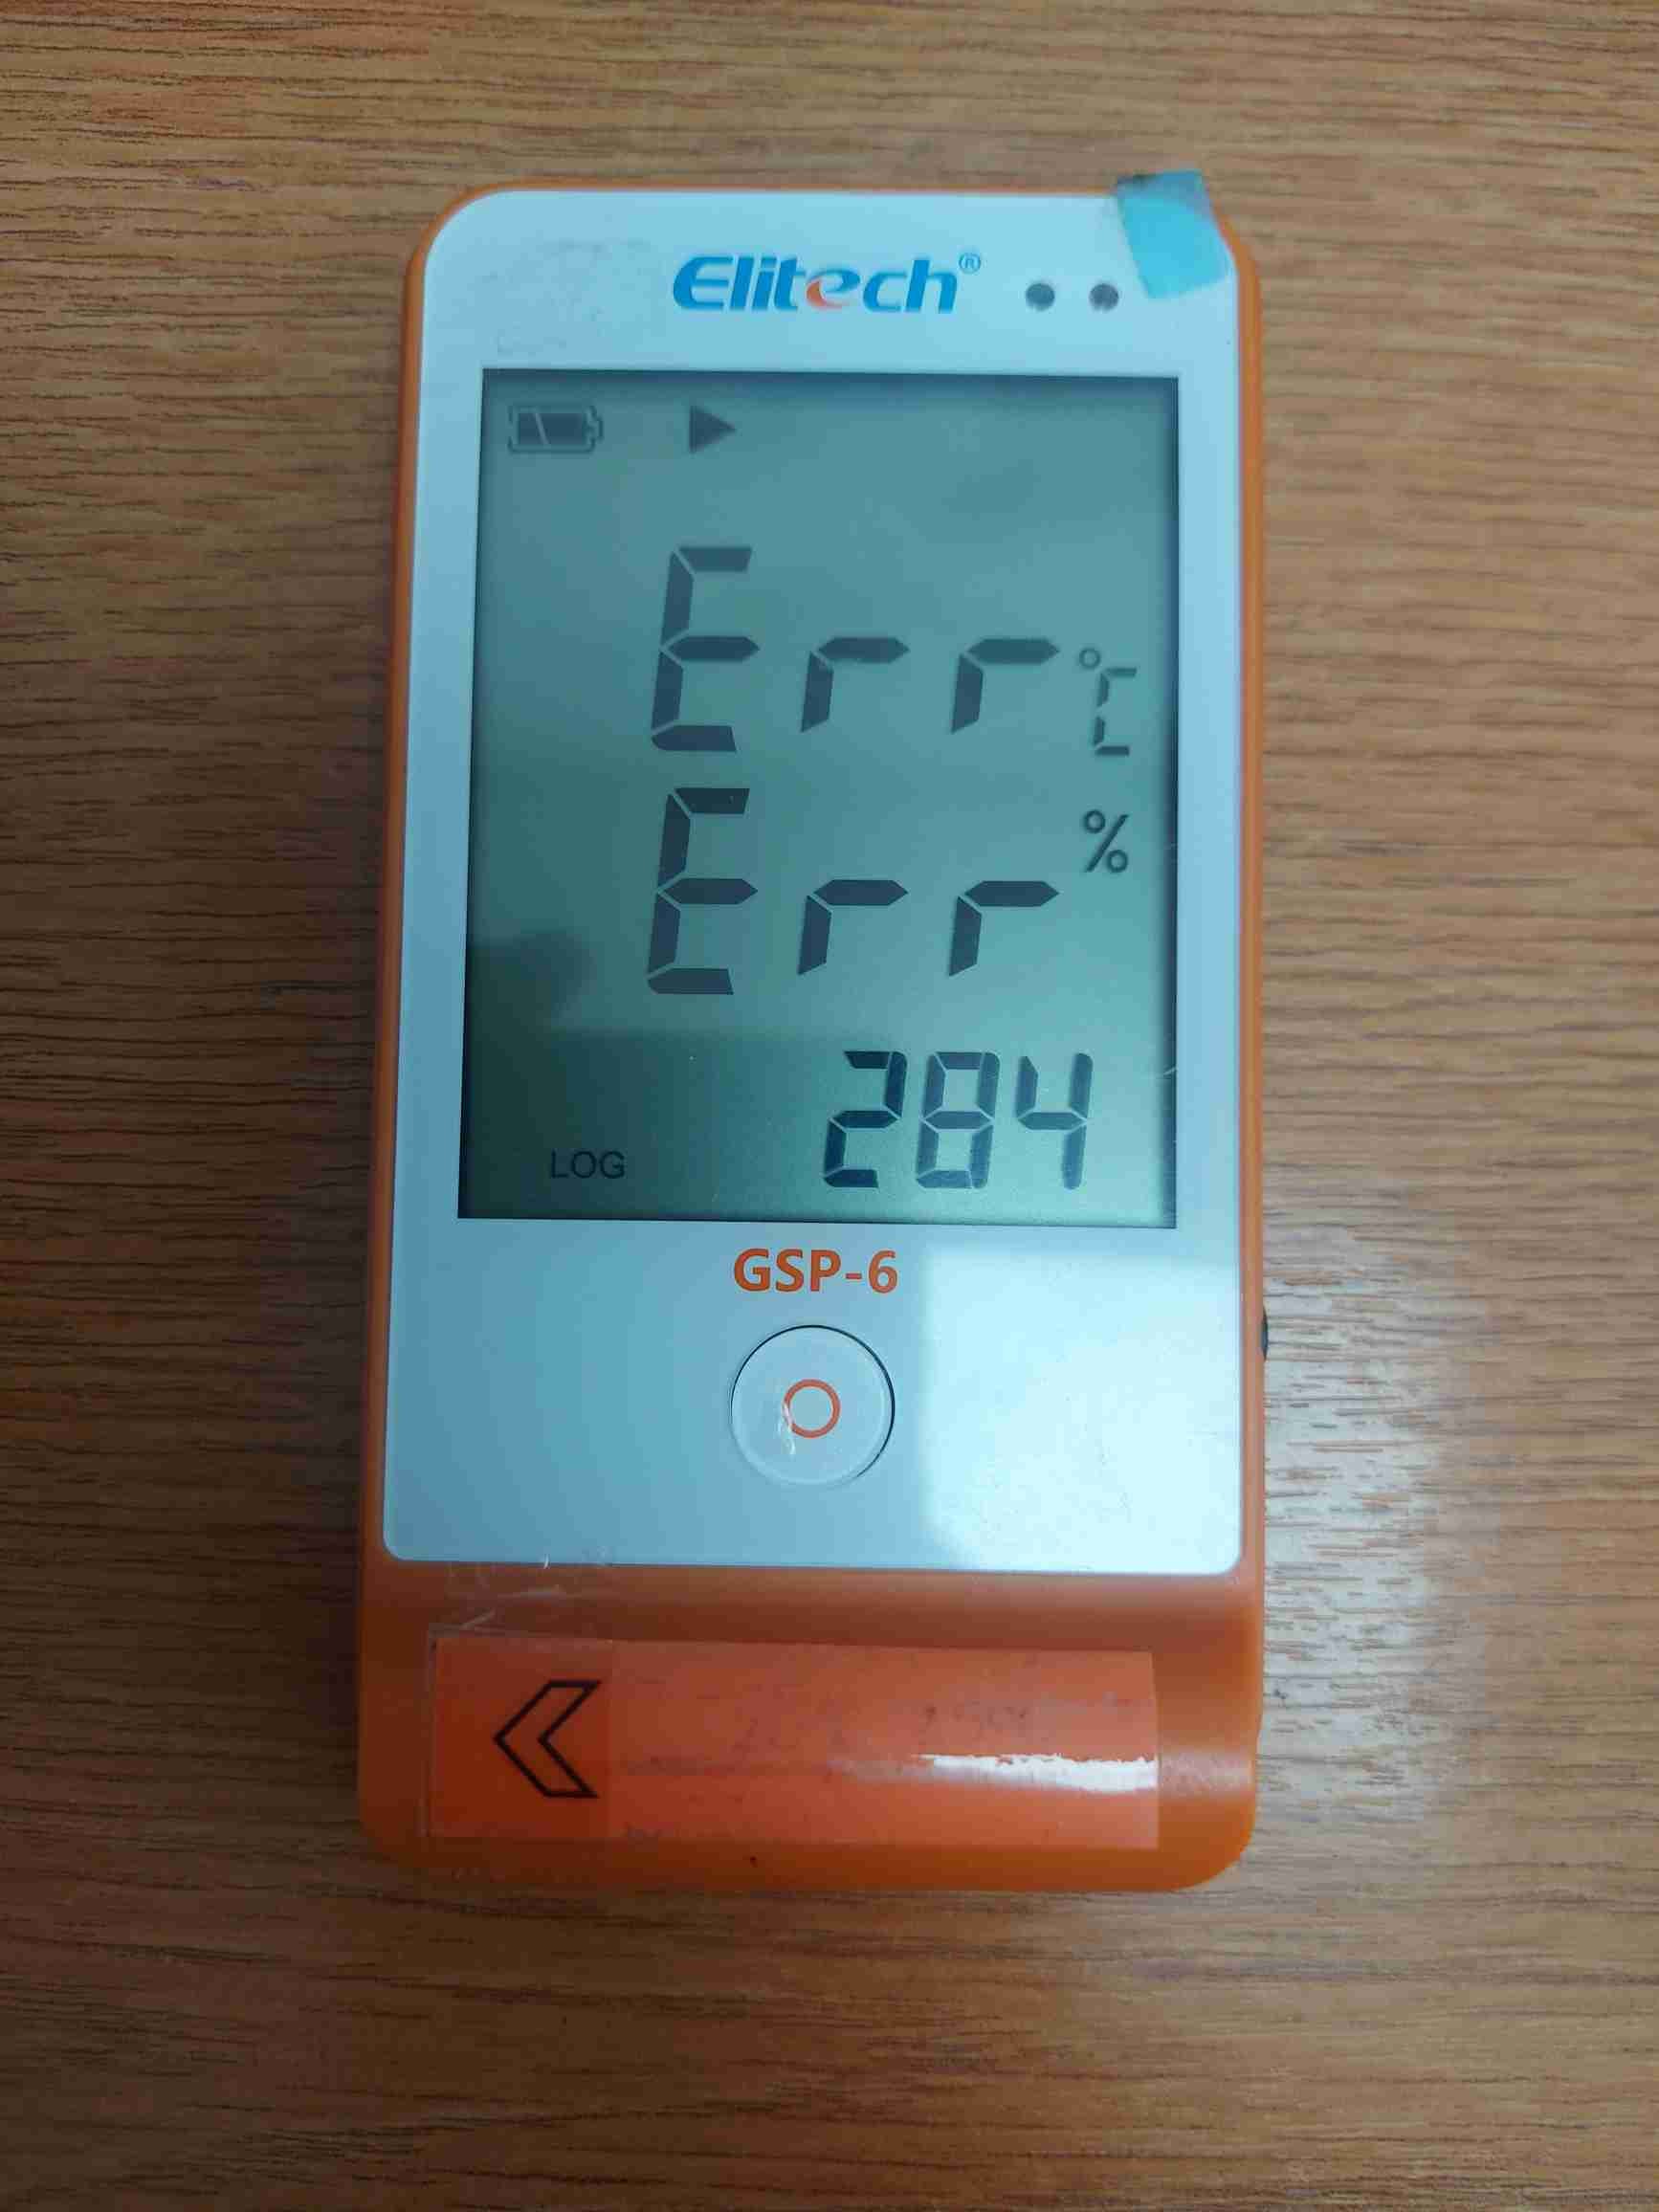 Elitech®
Err °C
Err %
LOG 284
GSP-6